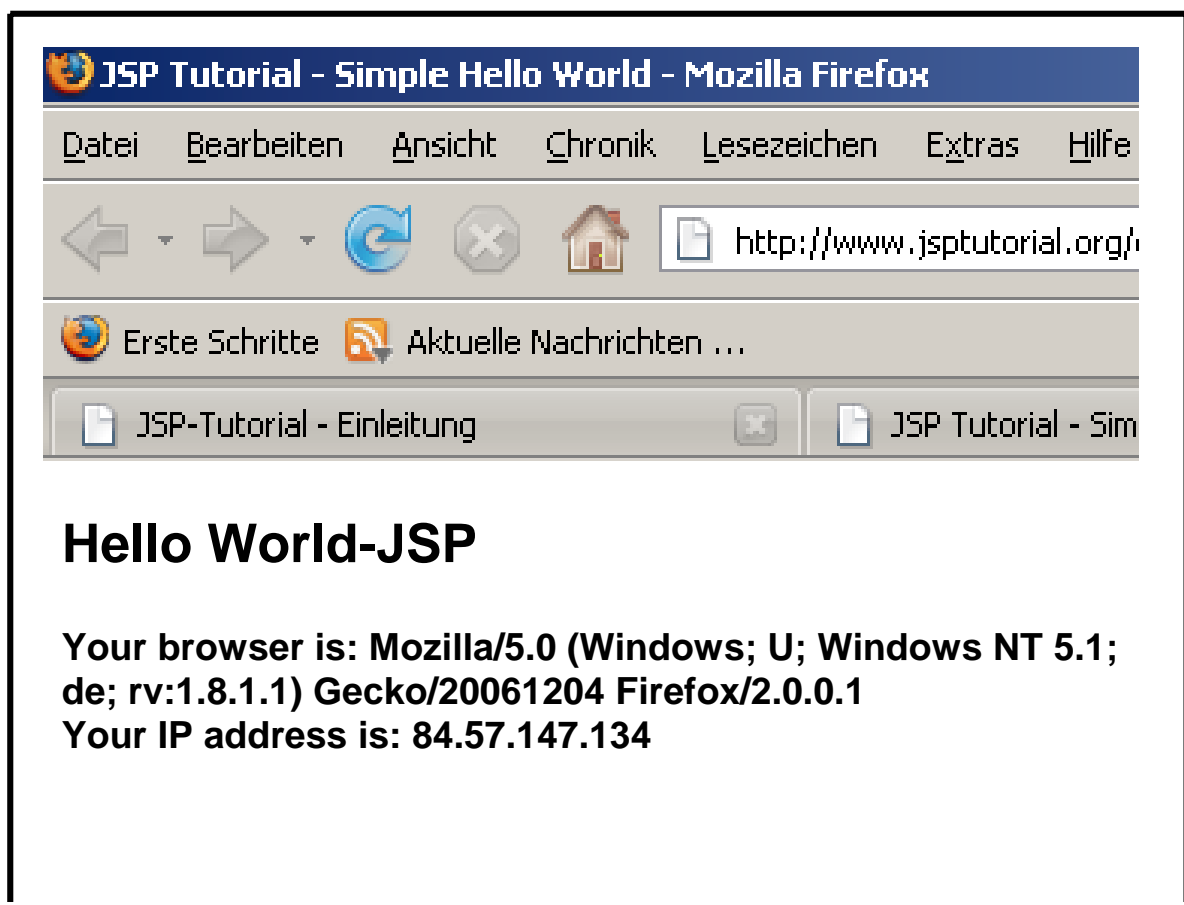 JSP Tutorial - Simple Hello World - Mozilla Firefox
Datei Bearbeiten Ansicht Chronik Lesezeichen Extras Hilfe
http://www.jsptutorial.org/
Erste Schritte Aktuelle Nachrichten ...
JSP-Tutorial - Einleitung JSP Tutorial - Sim
Hello World-JSP
Your browser is: Mozilla/5.0 (Windows; U; Windows NT 5.1;
de; rv:1.8.1.1) Gecko/20061204 Firefox/2.0.0.1
Your IP address is: 84.57.147.134